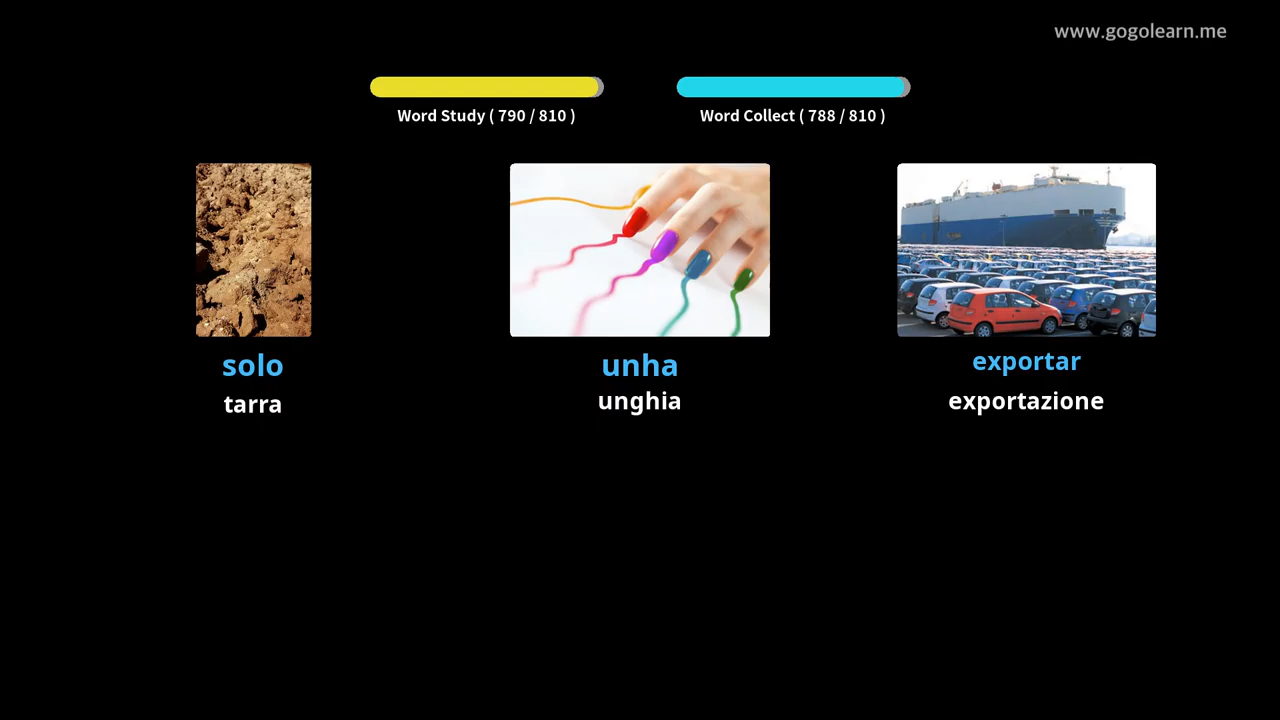 www.gogolearn.me
Word Study ( 790 / 810 )
Word Collect ( 788 / 810 )
solo
tarra
unha
unghia
exportar
exportazione